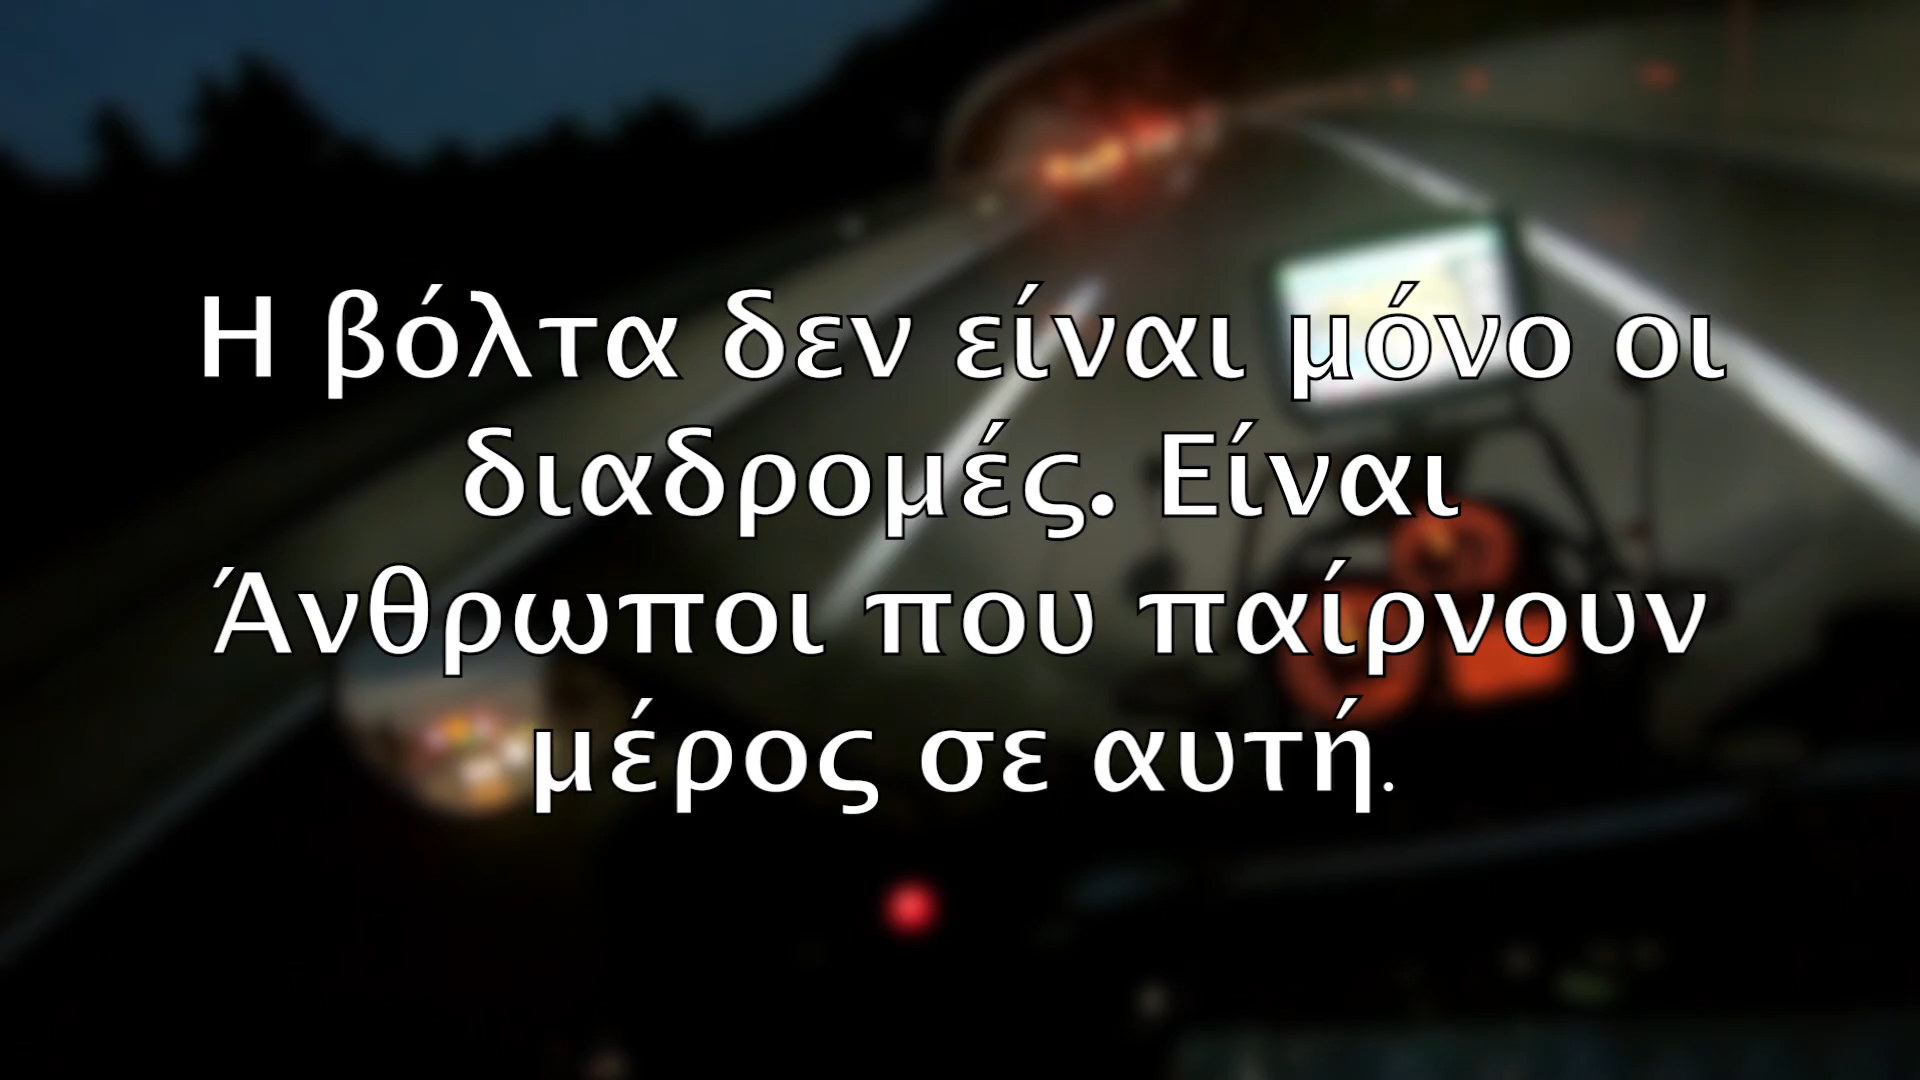 Η βόλτα δεν είναι μόνο οι
διαδρομές. Είναι
Άνθρωποι που παίρνουν
μέρος σε αυτή.